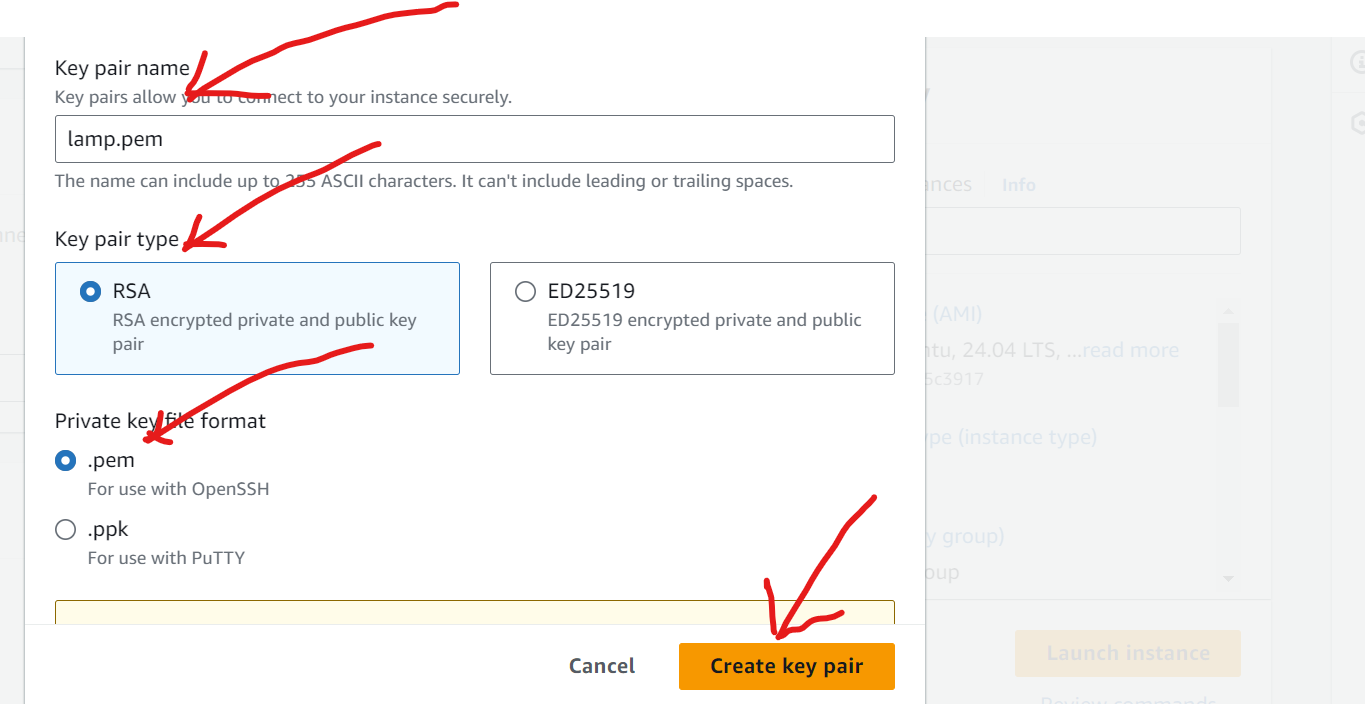 Key pair name
Key pairs allow you to connect to your instance securely.
lamp.pem
The name can include up to 255 ASCII characters. It can't include leading or trailing spaces.
ances Info
Key pair type
RSA
RSA encrypted private and public key
pair
ED25519
ED25519 encrypted private and public
key pair
(AMI)
ntu, 24.04 LTS, ...read more
5c3917
Private key file format
.pem
For use with OpenSSH
.ppk
For use with PuTTY
ype (instance type)
y group)
oup
Cancel
Create key pair
Launch instance
Review commands